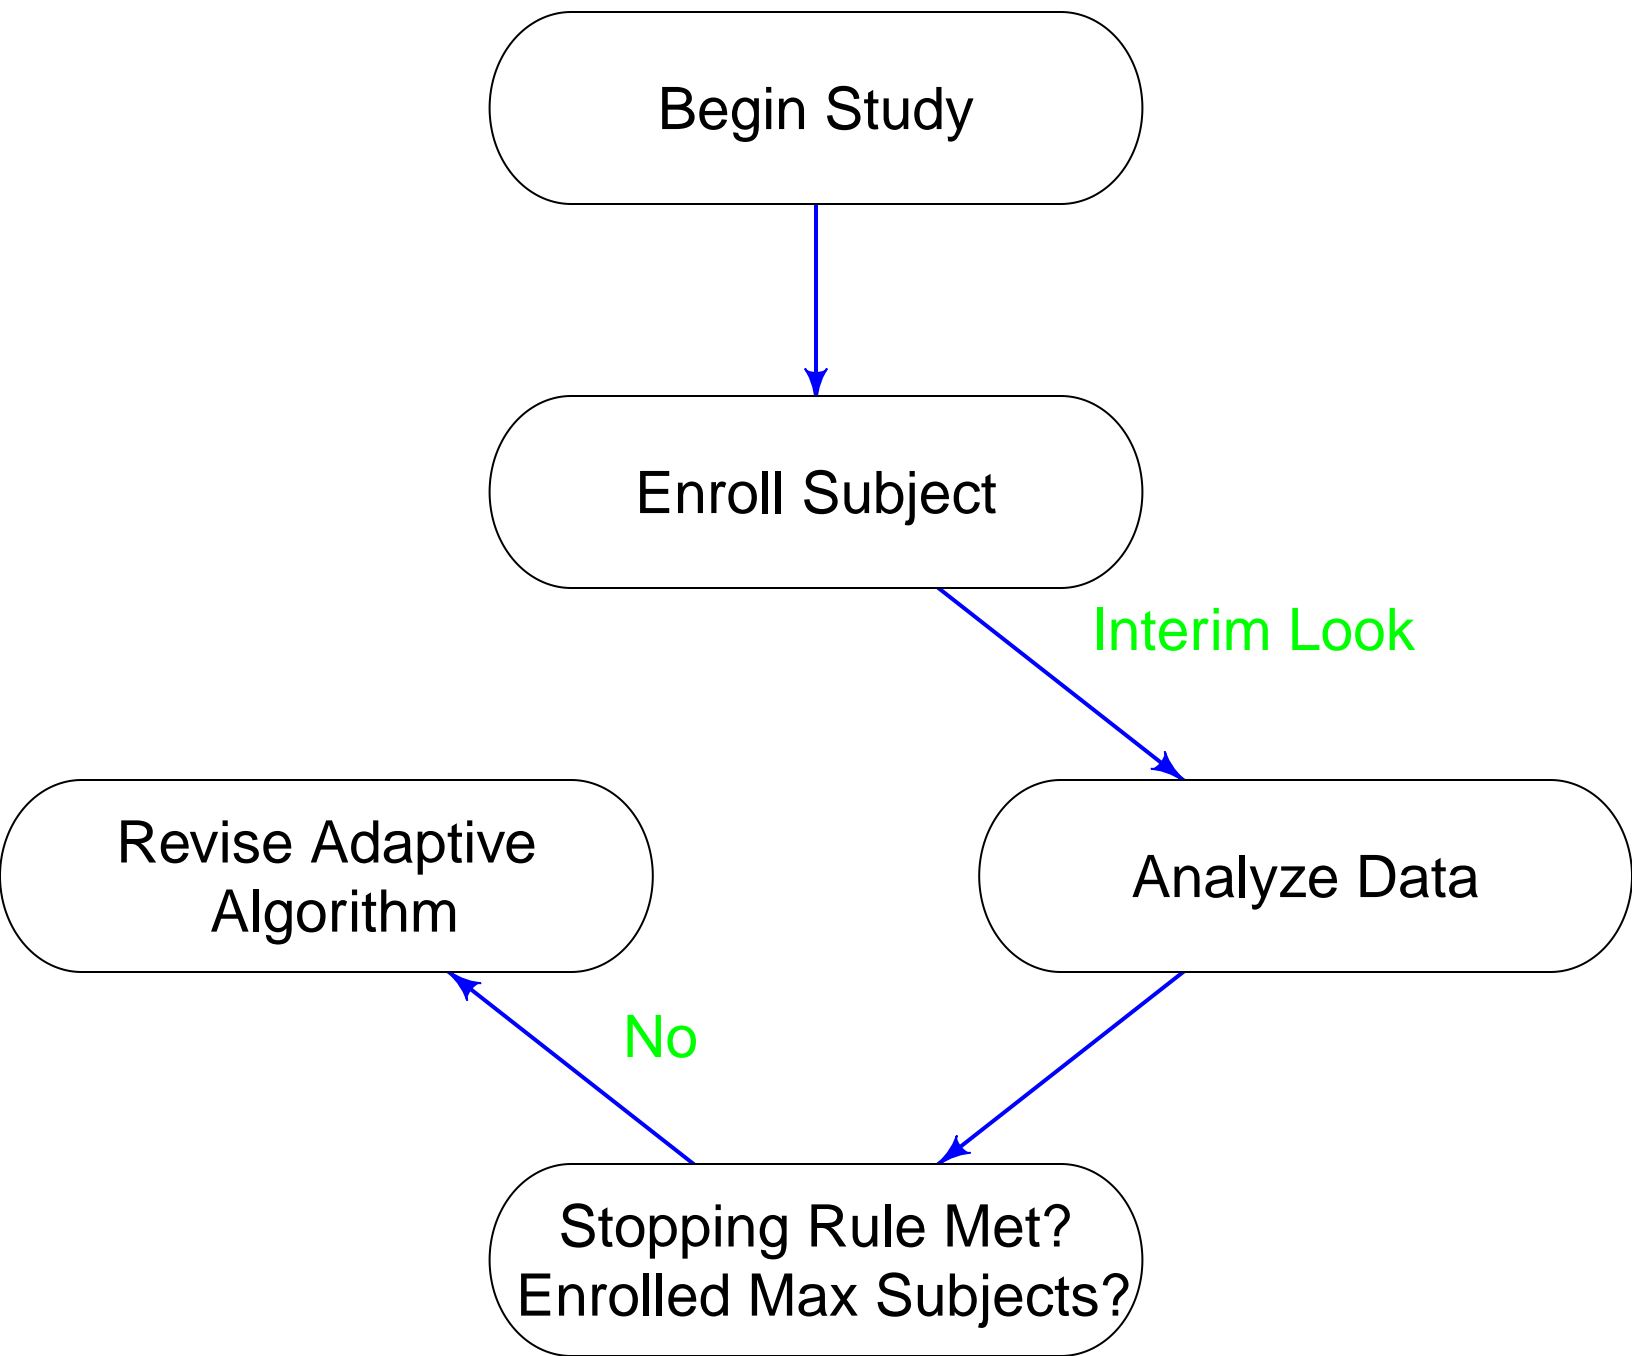 Begin Study
Enroll Subject
Interim Look
Revise Adaptive
Algorithm
Analyze Data
No
Stopping Rule Met?
Enrolled Max Subjects?